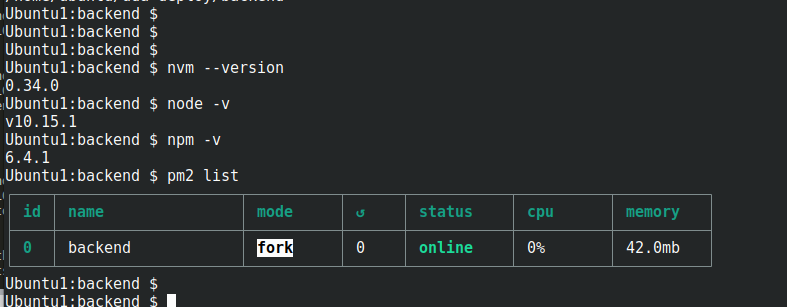 Ubuntu1:backend $
Ubuntu1:backend $
Ubuntu1:backend $
Ubuntu1:backend $ nvm --version
0.34.0
Ubuntu1:backend $ node -v
v10.15.1
Ubuntu1:backend $ npm -v
6.4.1
Ubuntu1:backend $ pm2 list
id name mode ↺ status cpu memory
0 backend fork 0 online 0% 42.0mb
Ubuntu1:backend $
Ubuntu1:backend $